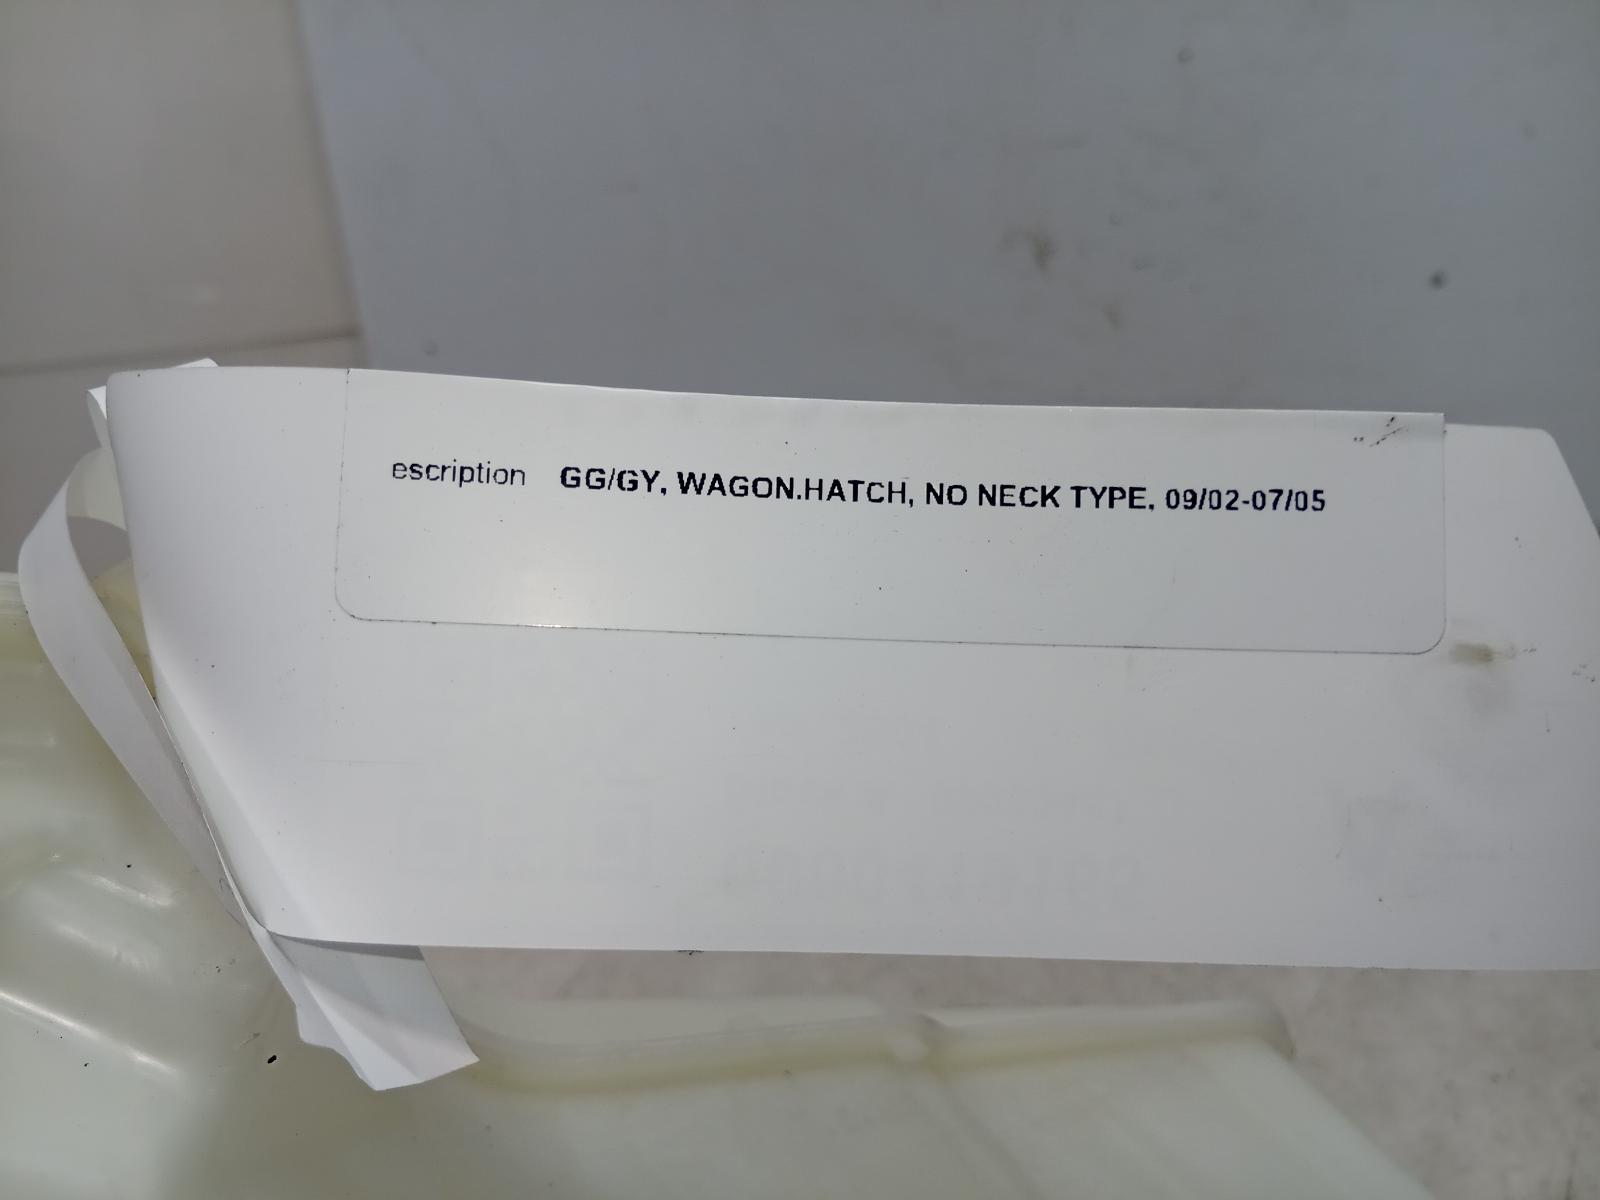 escription GG/GY, WAGON.HATCH, NO NECK TYPE, 09/02-07/05